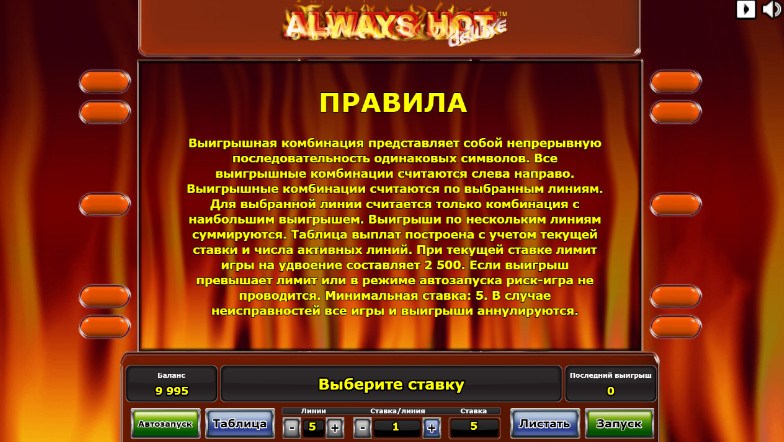 ALWAYS HOT™
deluxe
ПРАВИЛА
Выигрышная комбинация представляет собой непрерывную
последовательность одинаковых символов. Все
выигрышные комбинации считаются слева направо.
Выигрышные комбинации считаются по выбранным линиям.
Для выбранной линии считается только комбинация с
наибольшим выигрышем. Выигрыши по нескольким линиям
суммируются. Таблица выплат построена с учетом текущей
ставки и числа активных линий. При текущей ставке лимит
игры на удвоение составляет 2 500. Если выигрыш
превышает лимит или в режиме автозапуска риск-игра не
проводится. Минимальная ставка: 5. В случае
неисправностей все игры и выигрыши аннулируются.
Баланс
9 995
Выберите ставку
Последний выигрыш
0
Автозапуск
Таблица
Линии
- 5 +
Ставка/линия
- 1 +
Ставка
5
Листать
Запуск